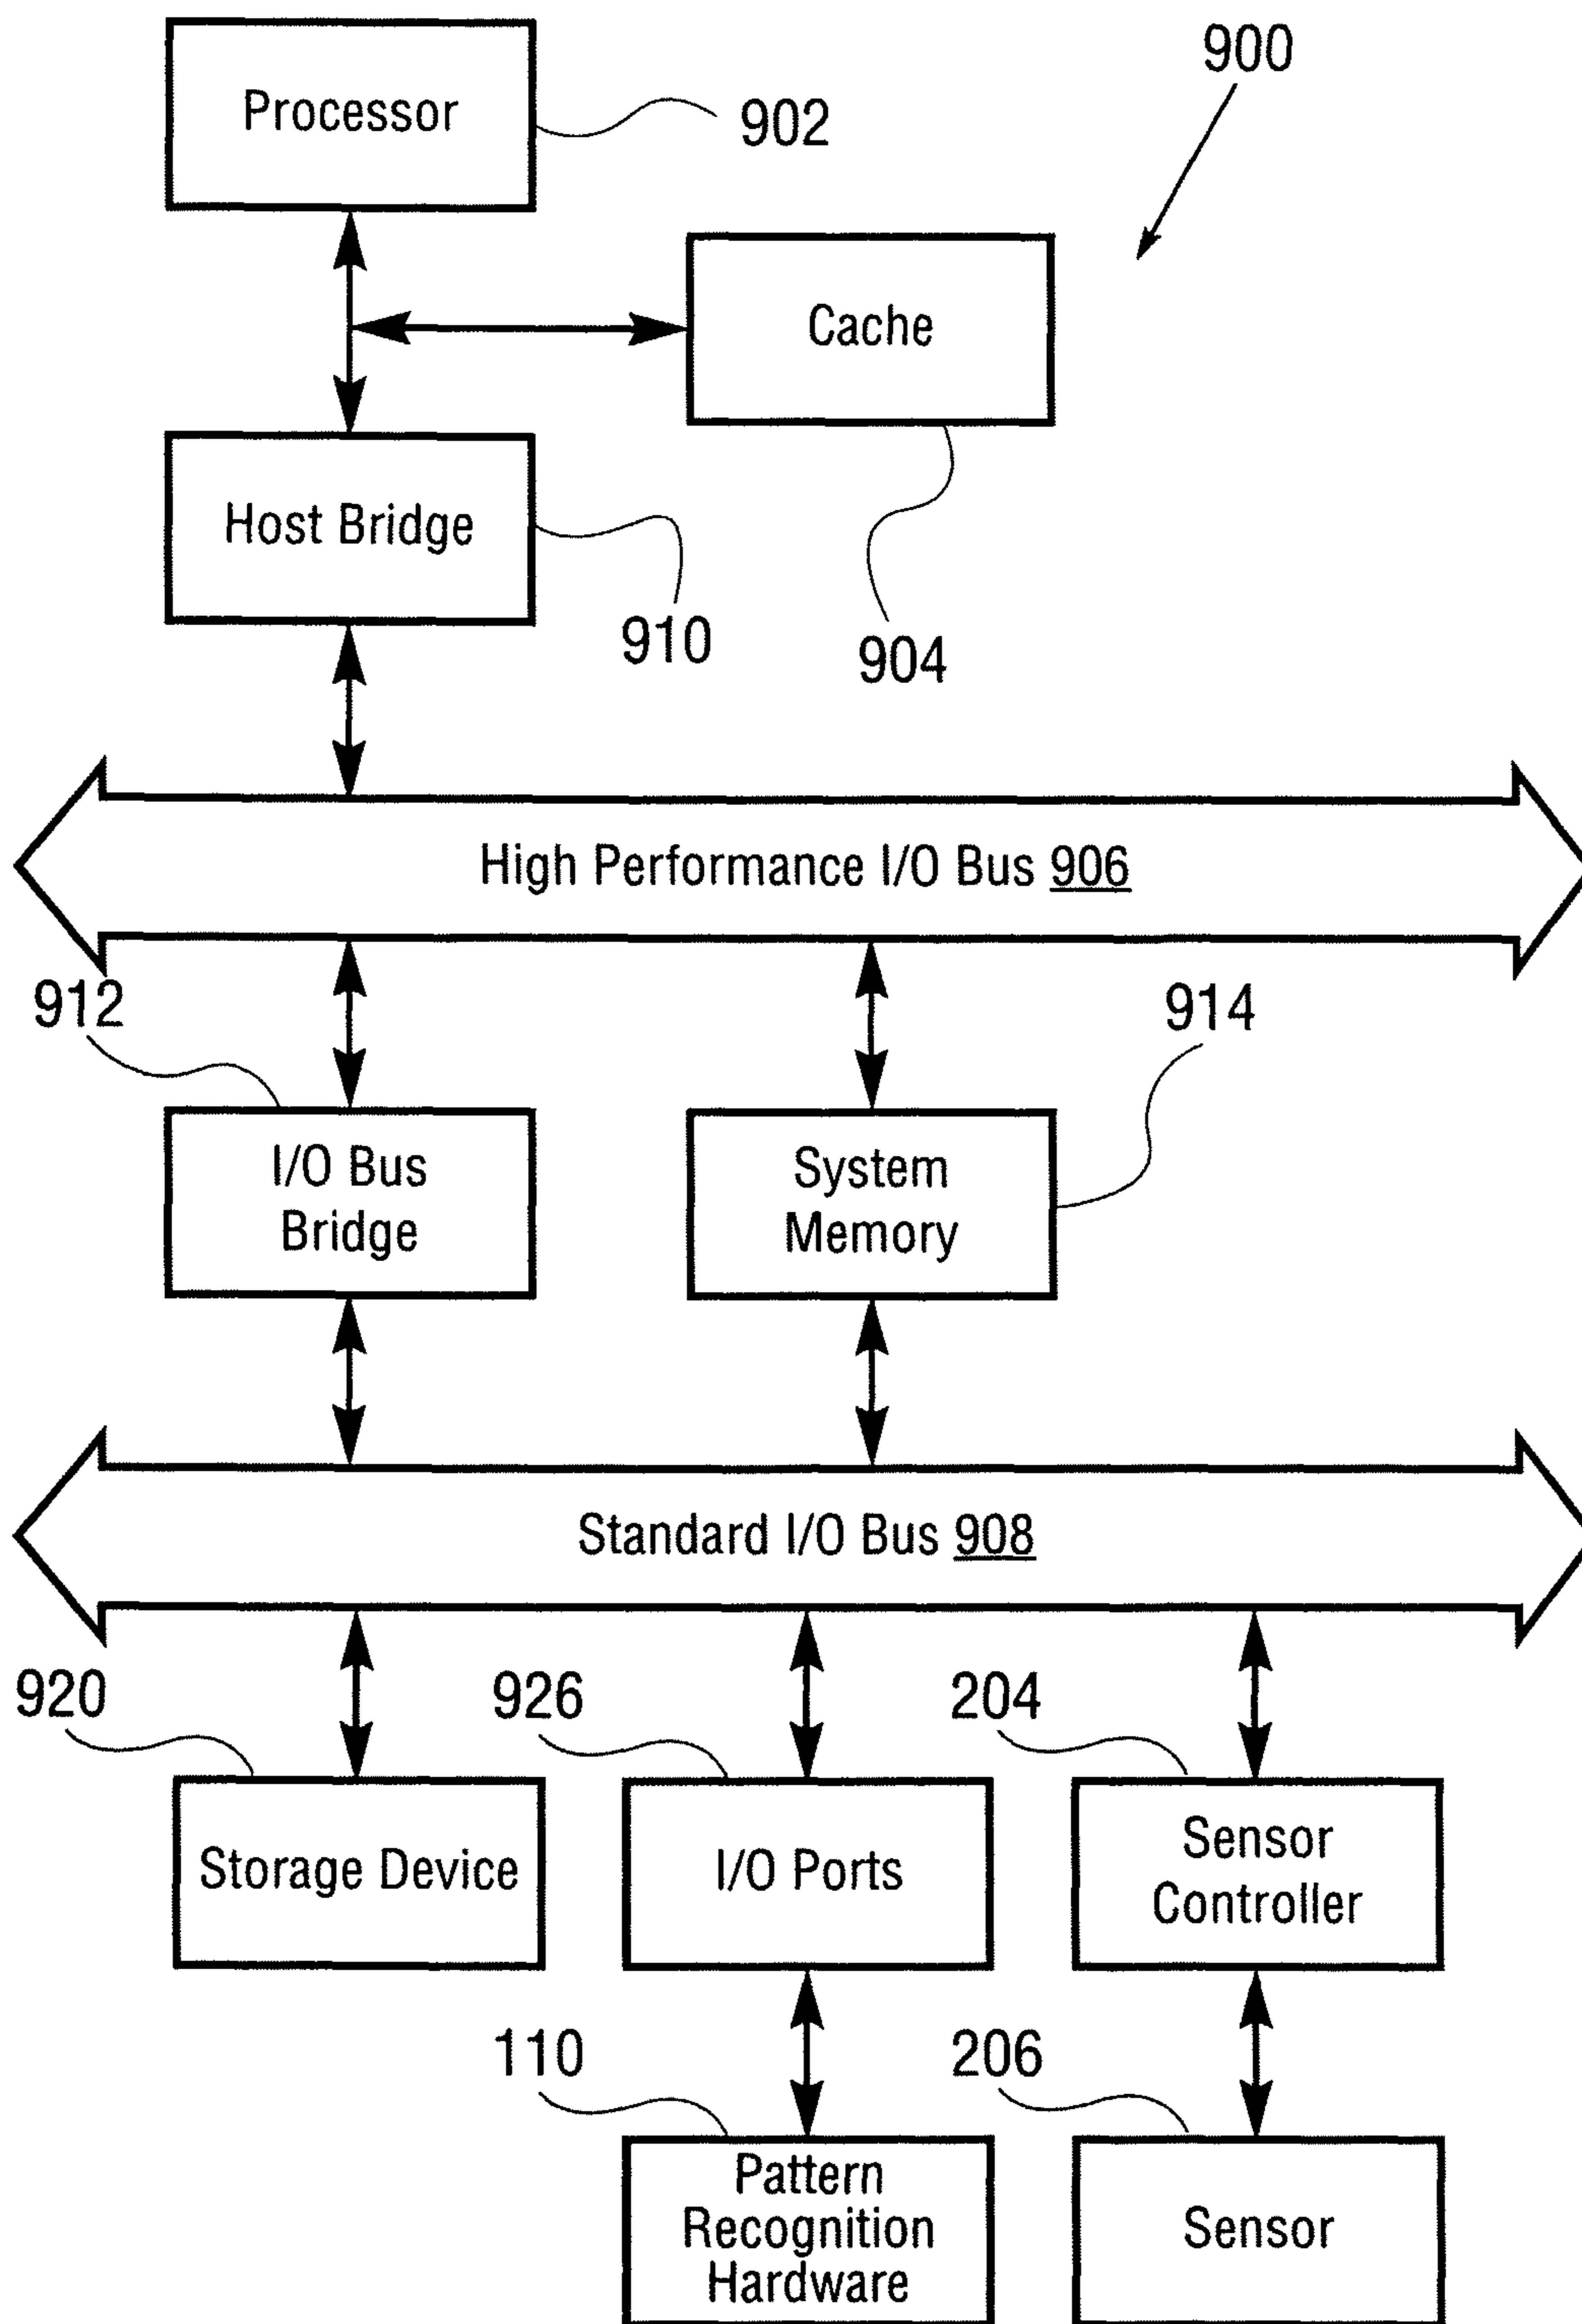 900
Processor
902
Cache
Host Bridge
910
904
High Performance I/O Bus 906
912
914
I/O Bus
Bridge
System
Memory
Standard I/O Bus 908
920
926
204
Storage Device
I/O Ports
Sensor
Controller
110
206
Pattern
Recognition
Hardware
Sensor